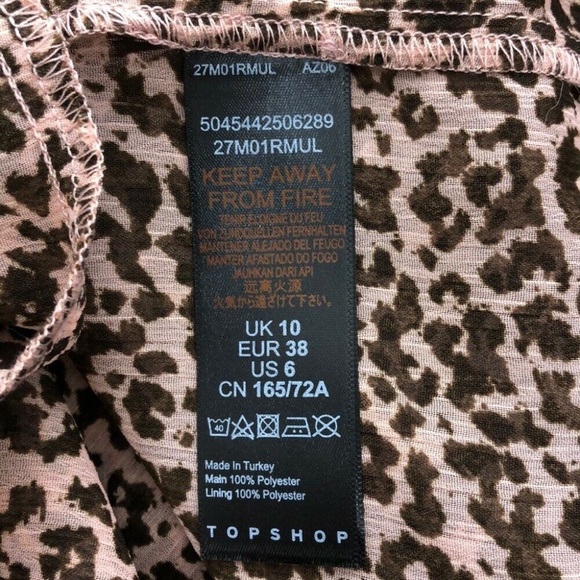 27M01RMUL AZ06
5045442506289
27M01RMUL
KEEP AWAY
FROM FIRE
TENIR ÉLOIGNÉ DU FEU
VON ZÜNDQUELLEN FERNHALTEN
MANTENER ALEJADO DEL FUEGO
MANTER AFASTADO DO FOGO
JAUHKAN DARI API
远离火源
火気から遠ざけて下さい
UK 10
EUR 38
US 6
CN 165/72A
40
Made In Turkey
Main 100% Polyester
Lining 100% Polyester
TOPSHOP